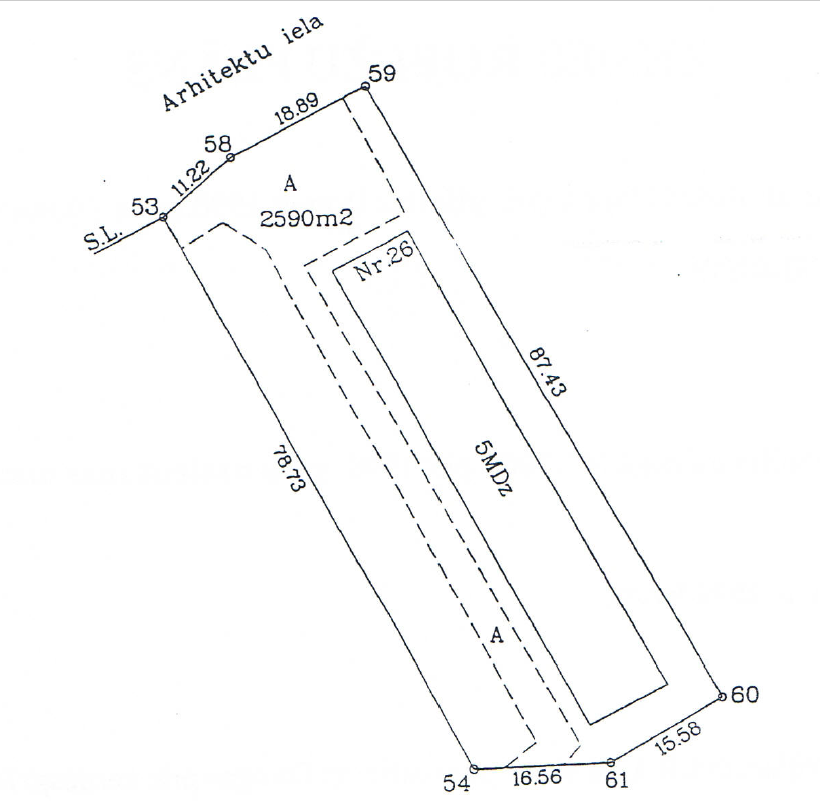 Arhitektu iela
59
18.89
58
11.22
53
S.L.
A
2590m2
Nr.26
87.43
5MDz
78.73
A
60
15.58
61
16.56
54